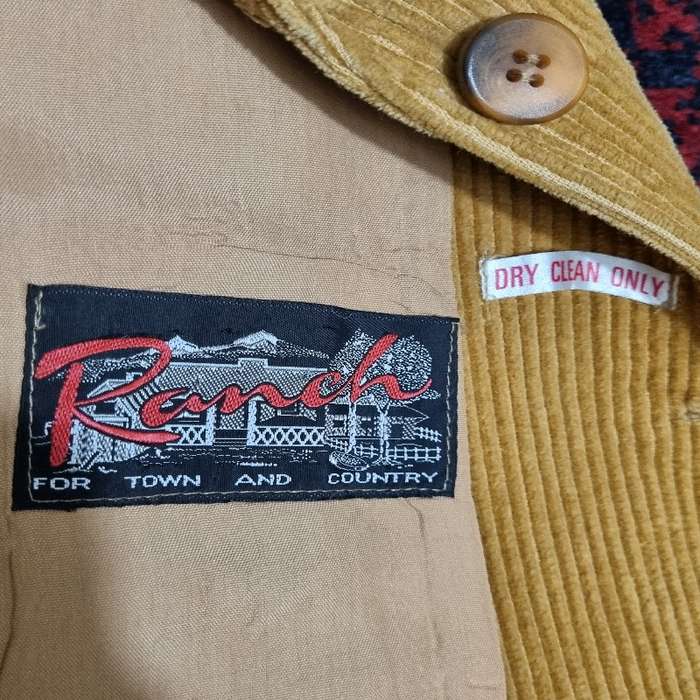 DRY CLEAN ONLY
Ranch
FOR TOWN AND COUNTRY